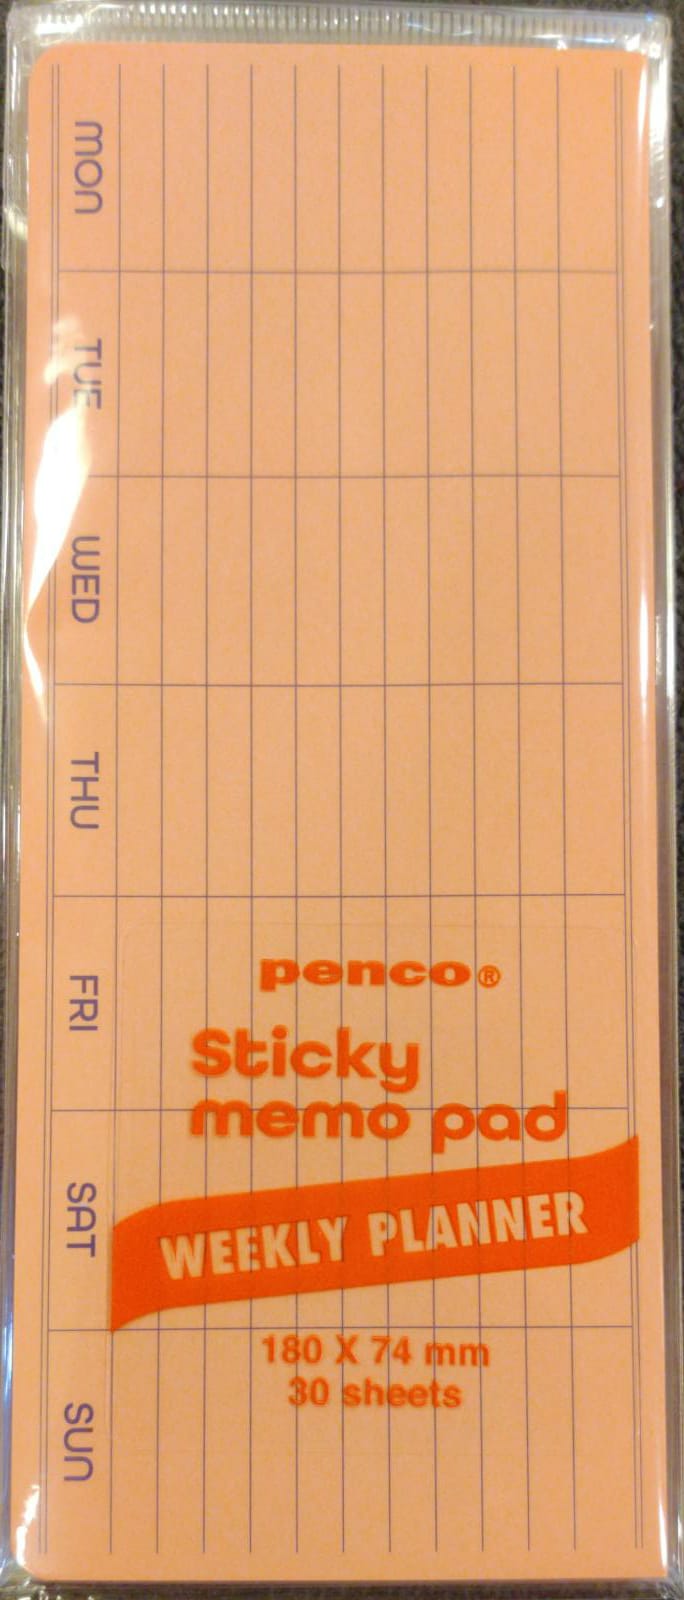 mon
TUE
WED
THU
FRI
SAT
SUN
penco®
Sticky
memo pad
WEEKLY PLANNER
180 X 74 mm
30 sheets